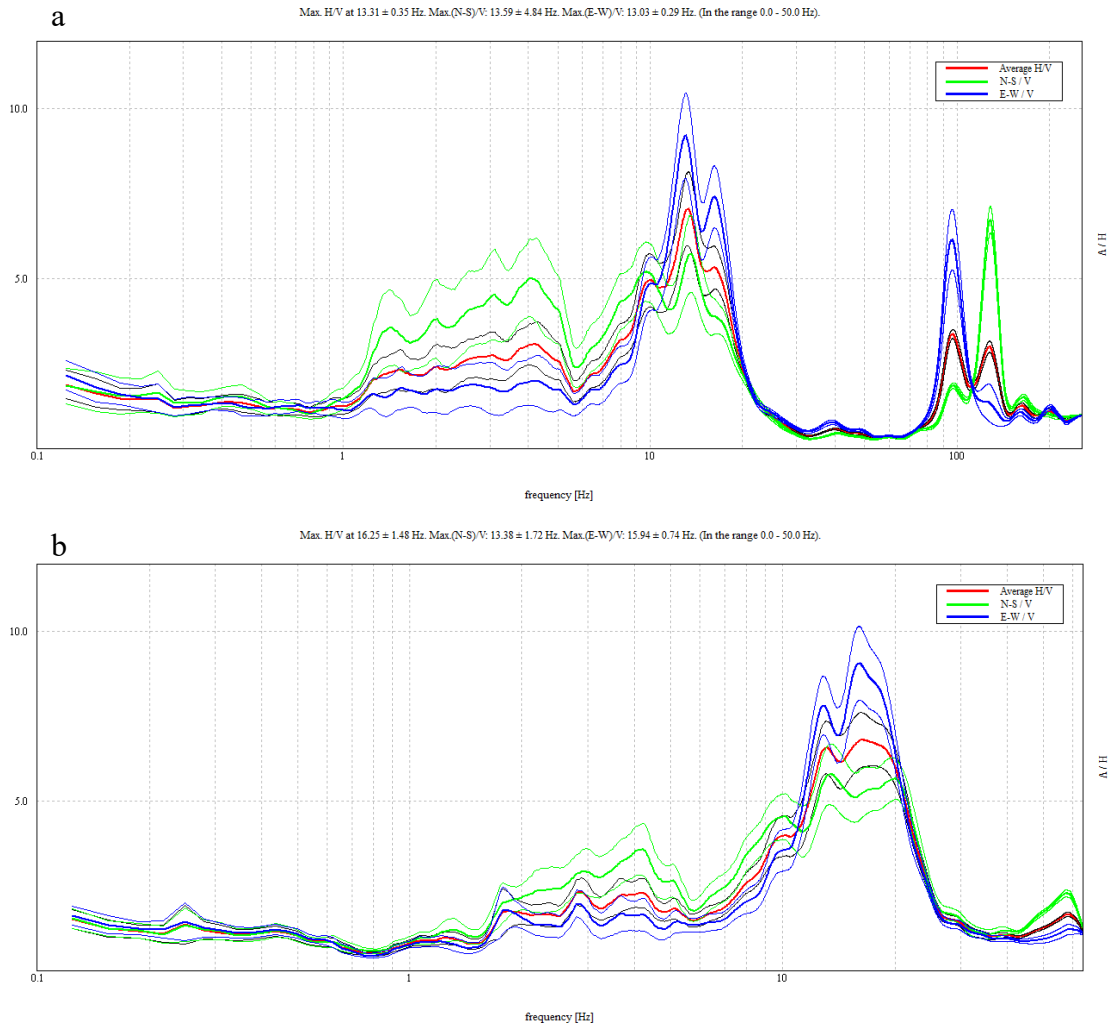 a
Max. H/V at 13.31 ± 0.35 Hz. Max.(N-S)/V: 13.59 ± 4.84 Hz. Max.(E-W)/V: 13.03 ± 0.29 Hz. (In the range 0.0 - 50.0 Hz).
Average H/V
N-S / V
E-W / V
10.0
5.0
H / V
0.1 1 10 100
frequency [Hz]
b
Max. H/V at 16.25 ± 1.48 Hz. Max.(N-S)/V: 13.38 ± 1.72 Hz. Max.(E-W)/V: 15.94 ± 0.74 Hz. (In the range 0.0 - 50.0 Hz).
Average H/V
N-S / V
E-W / V
10.0
5.0
H / V
0.1 1 10
frequency [Hz]